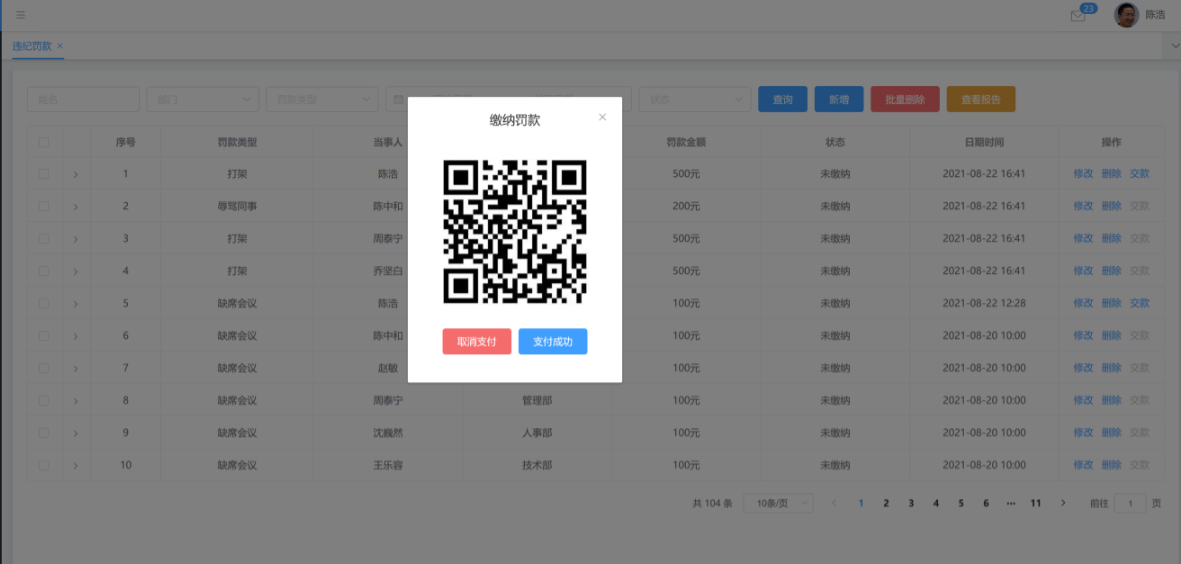 23 陈浩
违纪罚款 ×
姓名 部门 罚款类型 状态 查询 新增 批量删除 查看报告
缴纳罚款
序号 罚款类型 当事人 罚款金额 状态 日期时间 操作
1 打架 陈浩 500元 未缴纳 2021-08-22 16:41 修改 删除 交款
2 辱骂同事 陈中和 200元 未缴纳 2021-08-22 16:41 修改 删除 交款
3 打架 周泰宁 500元 未缴纳 2021-08-22 16:41 修改 删除 交款
4 打架 乔坚白 500元 未缴纳 2021-08-22 16:41 修改 删除 交款
5 缺席会议 陈浩 100元 未缴纳 2021-08-22 12:28 修改 删除 交款
6 缺席会议 陈中和 100元 未缴纳 2021-08-20 10:00 修改 删除 交款
取消支付 支付成功
7 缺席会议 赵敏 100元 未缴纳 2021-08-20 10:00 修改 删除 交款
8 缺席会议 周泰宁 管理部 100元 未缴纳 2021-08-20 10:00 修改 删除 交款
9 缺席会议 沈巍然 人事部 100元 未缴纳 2021-08-20 10:00 修改 删除 交款
10 缺席会议 王乐容 技术部 100元 未缴纳 2021-08-20 10:00 修改 删除 交款
共 104 条 10条/页 1 2 3 4 5 6 ··· 11 前往 1 页